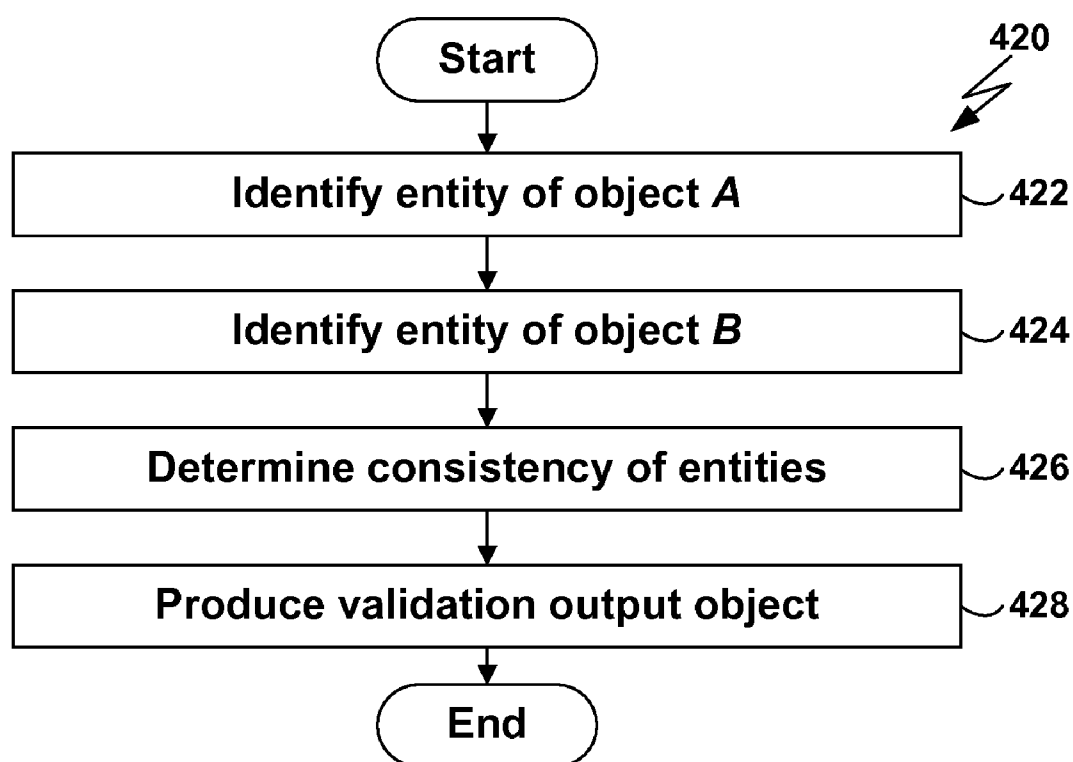 Start
420
Identify entity of object A
422
Identify entity of object B
424
Determine consistency of entities
426
Produce validation output object
428
End